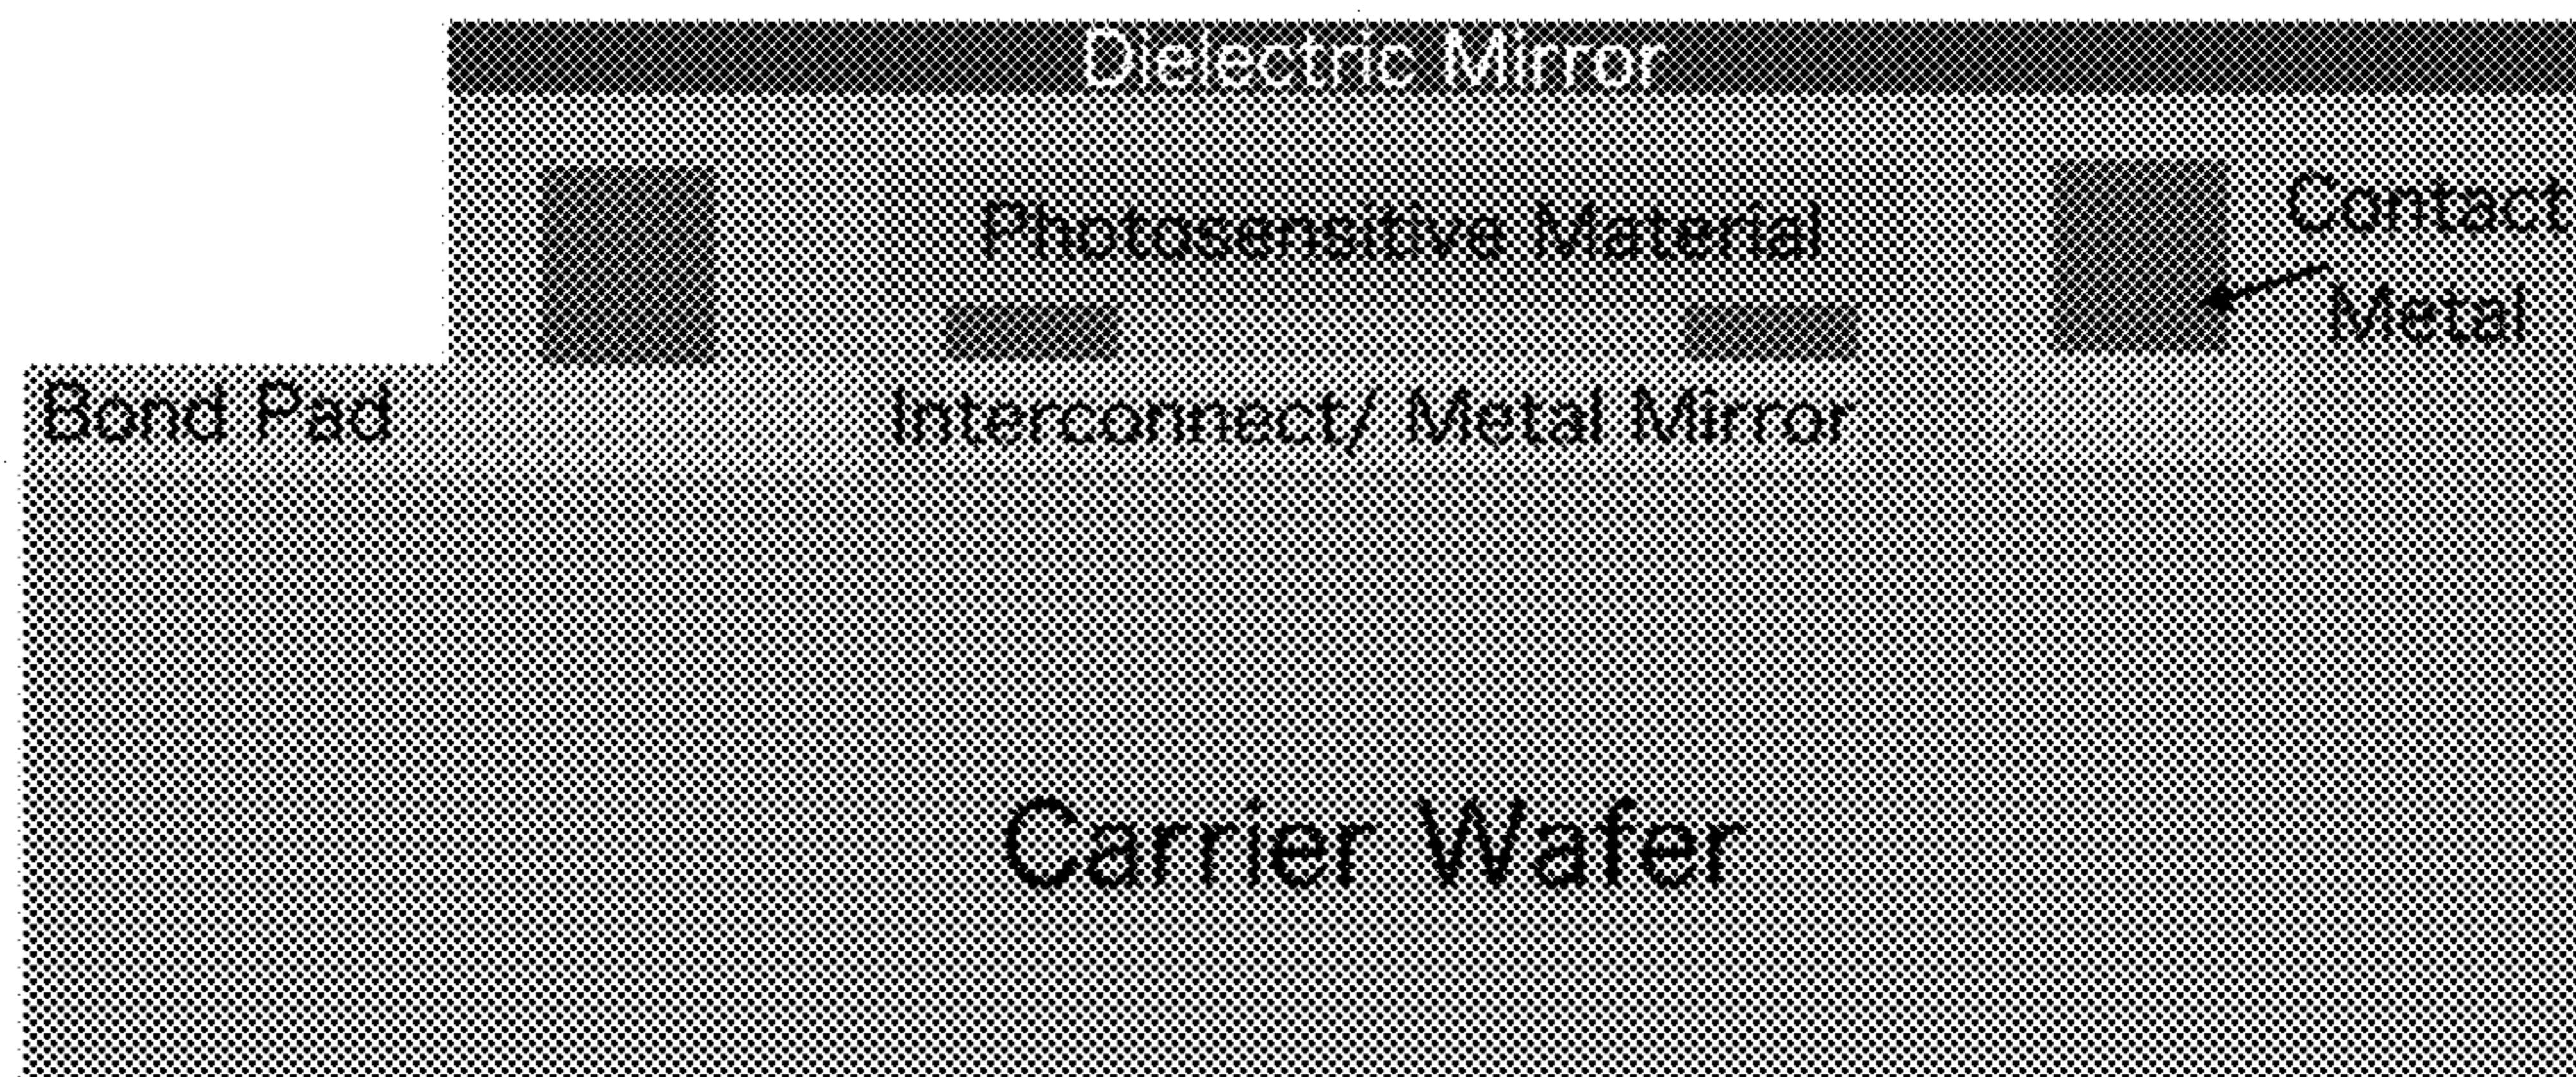 Dielectric Mirror
Photosensitive Material
Contact
Metal
Bond Pad
Interconnect/ Metal Mirror
Carrier Wafer